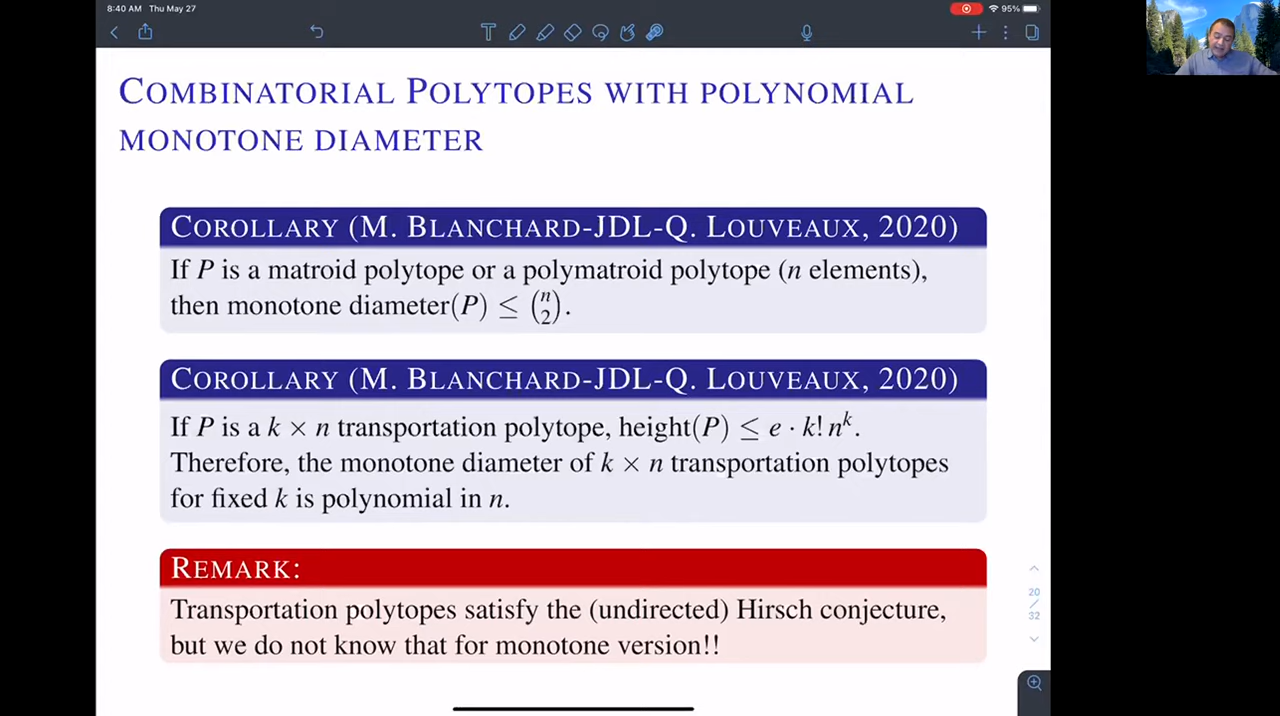 8:40 AM Thu May 27
95%
COMBINATORIAL POLYTOPES WITH POLYNOMIAL
MONOTONE DIAMETER
COROLLARY (M. BLANCHARD-JDL-Q. LOUVEAUX, 2020)
If P is a matroid polytope or a polymatroid polytope (n elements),
then monotone diameter(P) ≤ (n 2).
COROLLARY (M. BLANCHARD-JDL-Q. LOUVEAUX, 2020)
If P is a k × n transportation polytope, height(P) ≤ e · k! n^k.
Therefore, the monotone diameter of k × n transportation polytopes
for fixed k is polynomial in n.
REMARK:
Transportation polytopes satisfy the (undirected) Hirsch conjecture,
but we do not know that for monotone version!!
20
/
32